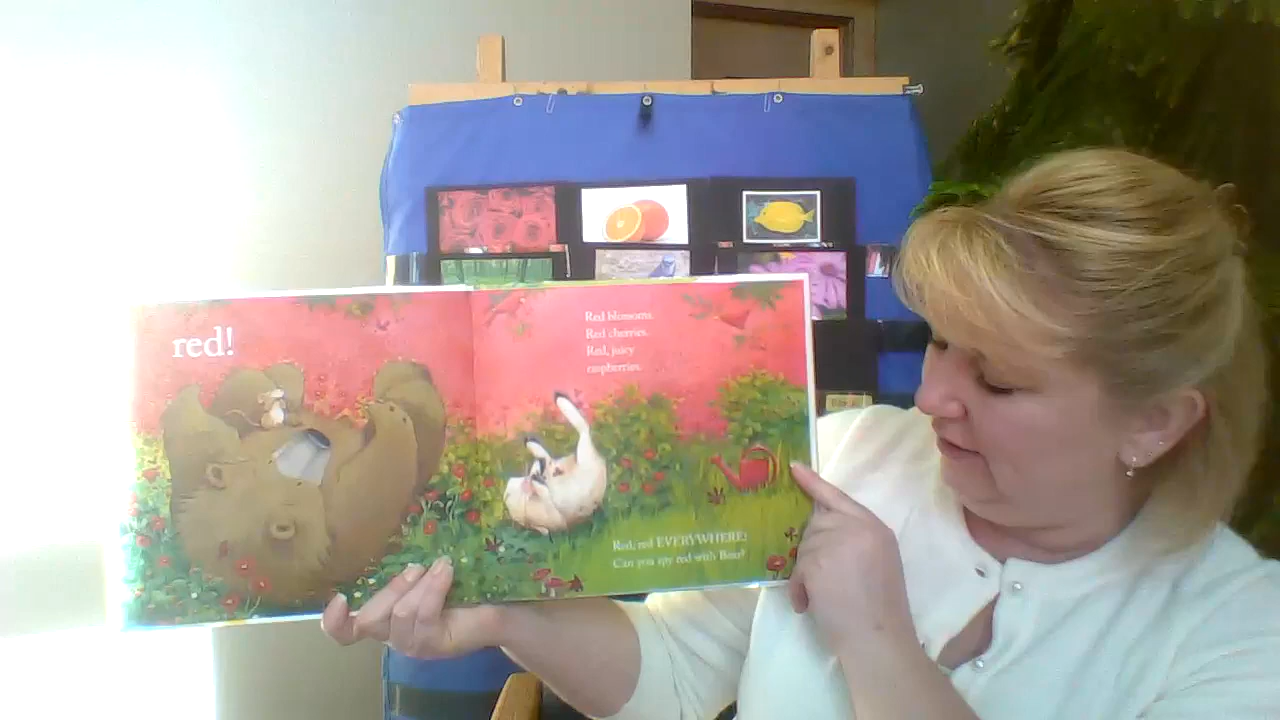 red!
Red blossoms.
Red cherries.
Red, juicy
raspberries.
Red, red EVERYWHERE!
Can you spy red with Bear?